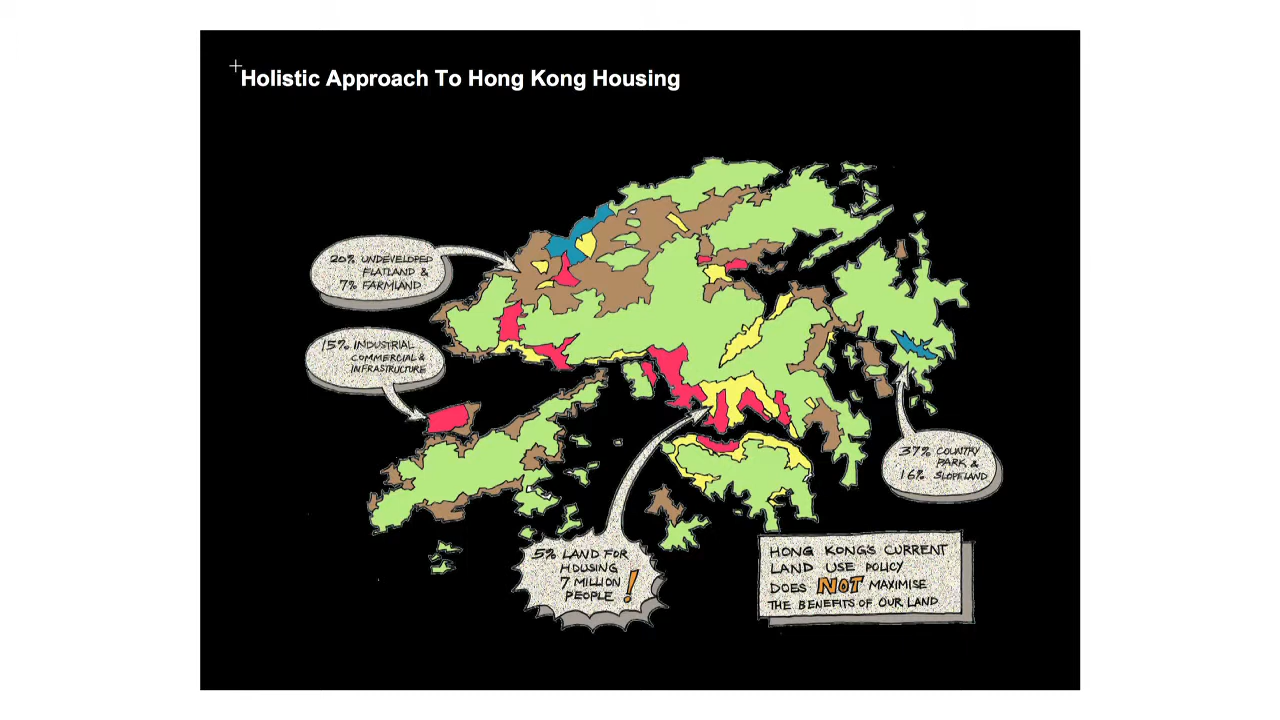 Holistic Approach To Hong Kong Housing
20% UNDEVELOPED
FLATLAND &
7% FARMLAND
15% INDUSTRIAL
COMMERCIAL &
INFRASTRUCTURE
37% COUNTRY
PARK &
16% SLOPELAND
5% LAND FOR
HOUSING
7 MILLION
PEOPLE!
HONG KONG'S CURRENT
LAND USE POLICY
DOES NOT MAXIMISE
THE BENEFITS OF OUR LAND